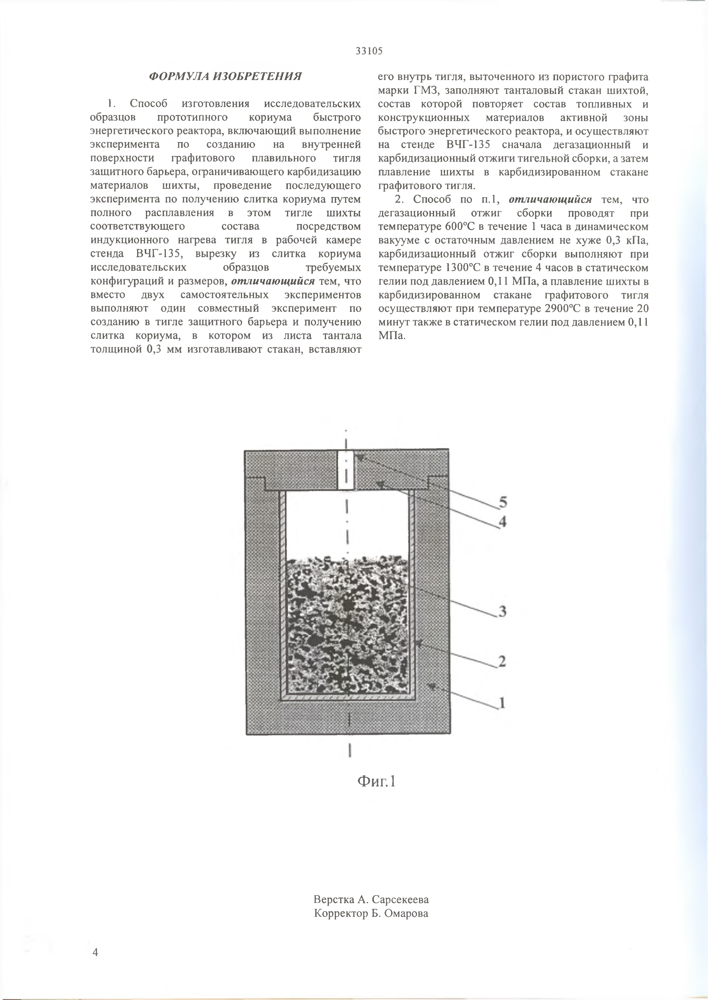 33105
ФОРМУЛА ИЗОБРЕТЕНИЯ
1. Способ изготовления исследовательских
образцов прототипного кориума быстрого
энергетического реактора, включающий выполнение
эксперимента по созданию на внутренней
поверхности графитового плавильного тигля
защитного барьера, ограничивающего карбидизацию
материалов шихты, проведение последующего
эксперимента по получению слитка кориума путем
полного расплавления в этом тигле шихты
соответствующего состава посредством
индукционного нагрева тигля в рабочей камере
стенда ВЧГ-135, вырезку из слитка кориума
исследовательских образцов требуемых
конфигураций и размеров, отличающийся тем, что
вместо двух самостоятельных экспериментов
выполняют один совместный эксперимент по
созданию в тигле защитного барьера и получению
слитка кориума, в котором из листа тантала
толщиной 0,3 мм изготавливают стакан, вставляют
его внутрь тигля, выточенного из пористого графита
марки ГМЗ, заполняют танталовый стакан шихтой,
состав которой повторяет состав топливных и
конструкционных материалов активной зоны
быстрого энергетического реактора, и осуществляют
на стенде ВЧГ-135 сначала дегазационный и
карбидизационный отжиги тигельной сборки, а затем
плавление шихты в карбидизированном стакане
графитового тигля.
2. Способ по п.1, отличающийся тем, что
дегазационный отжиг сборки проводят при
температуре 600°С в течение 1 часа в динамическом
вакууме с остаточным давлением не хуже 0,3 кПа,
карбидизационный отжиг сборки выполняют при
температуре 1300°С в течение 4 часов в статическом
гелии под давлением 0,11 МПа, а плавление шихты в
карбидизированном стакане графитового тигля
осуществляют при температуре 2900°С в течение 20
минут также в статическом гелии под давлением 0,11
МПа.
5
4
3
2
1
Фиг.1
Верстка А. Сарсекеева
Корректор Б. Омарова
4